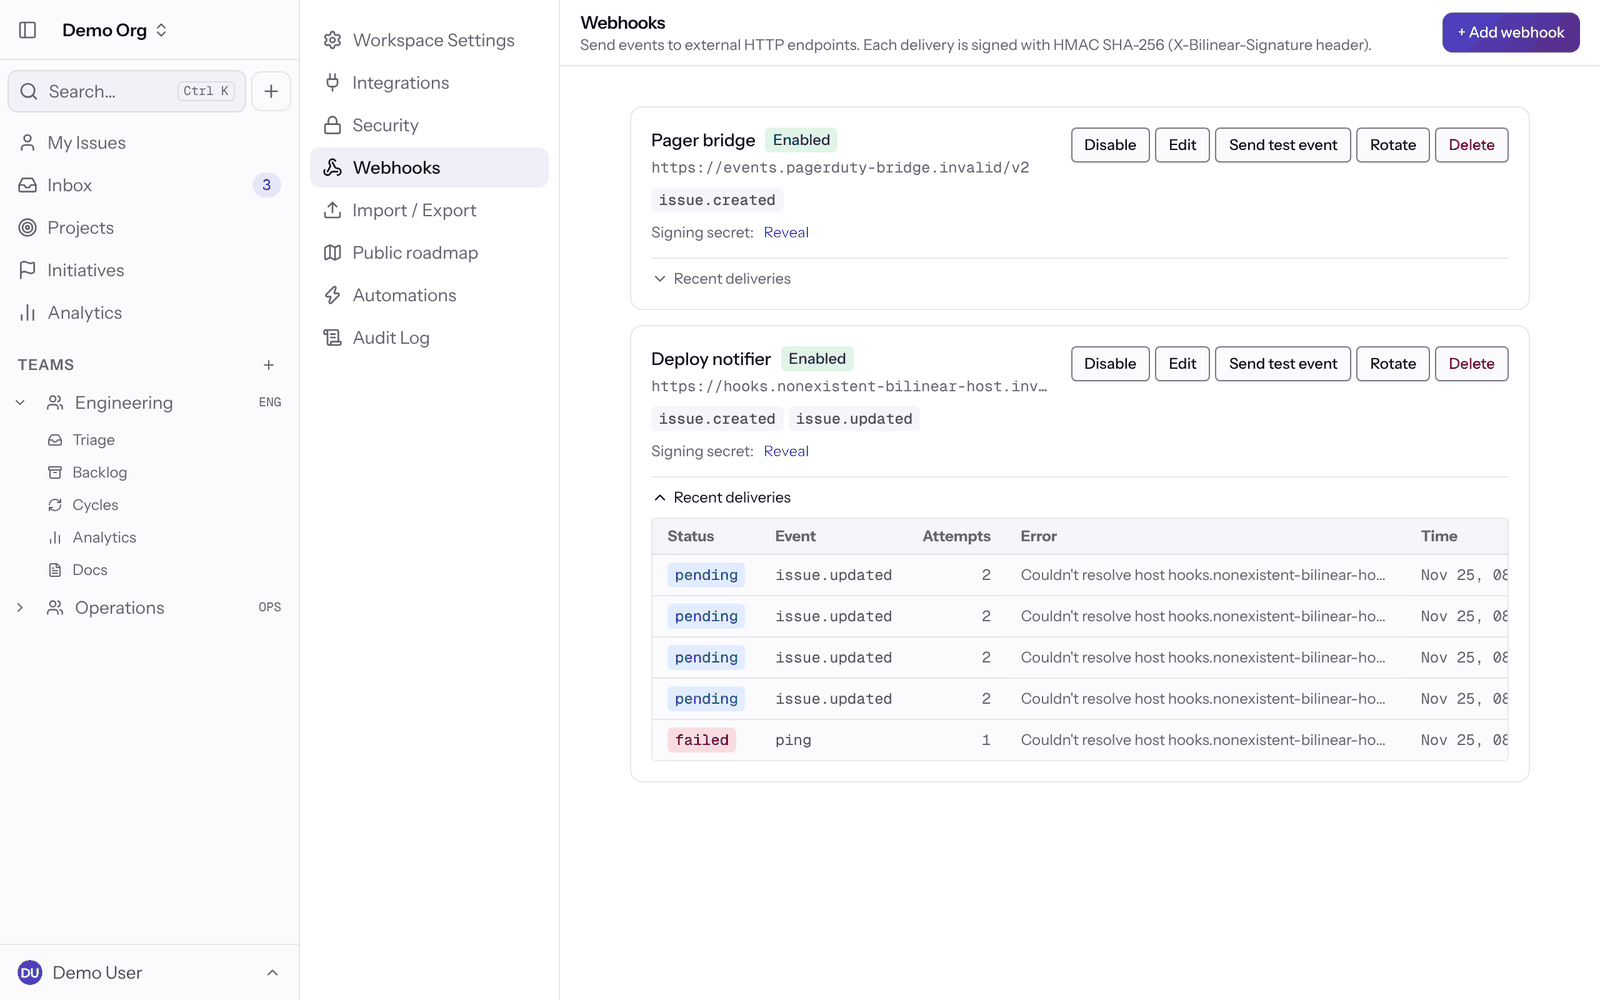 Demo Org
Search...
Ctrl K
My Issues
Inbox
3
Projects
Initiatives
Analytics
TEAMS
Engineering
ENG
Triage
Backlog
Cycles
Analytics
Docs
Operations
OPS
DU
Demo User
Workspace Settings
Integrations
Security
Webhooks
Import / Export
Public roadmap
Automations
Audit Log
Webhooks
Send events to external HTTP endpoints. Each delivery is signed with HMAC SHA-256 (X-Bilinear-Signature header).
+ Add webhook
Pager bridge Enabled
Disable Edit Send test event Rotate Delete
https://events.pagerduty-bridge.invalid/v2
issue.created
Signing secret: Reveal
Recent deliveries
Deploy notifier Enabled
Disable Edit Send test event Rotate Delete
https://hooks.nonexistent-bilinear-host.inv…
issue.created issue.updated
Signing secret: Reveal
Recent deliveries
Status Event Attempts Error Time
pending issue.updated 2 Couldn't resolve host hooks.nonexistent-bilinear-ho... Nov 25, 08
pending issue.updated 2 Couldn't resolve host hooks.nonexistent-bilinear-ho... Nov 25, 08
pending issue.updated 2 Couldn't resolve host hooks.nonexistent-bilinear-ho... Nov 25, 08
pending issue.updated 2 Couldn't resolve host hooks.nonexistent-bilinear-ho... Nov 25, 08
failed ping 1 Couldn't resolve host hooks.nonexistent-bilinear-ho... Nov 25, 08